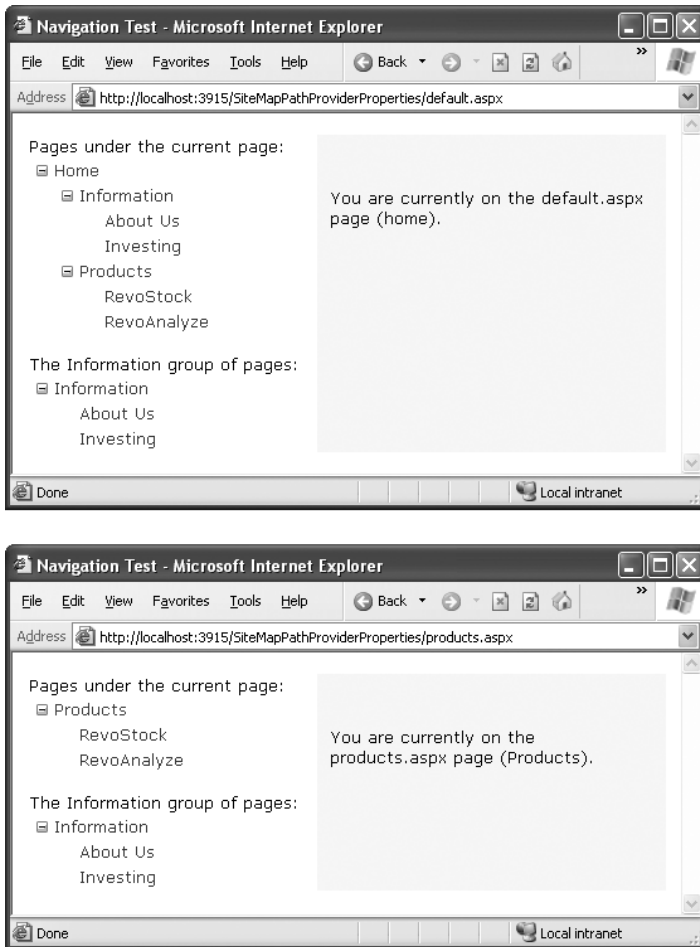 Navigation Test - Microsoft Internet Explorer
File Edit View Favorites Tools Help Back »
Address http://localhost:3915/SiteMapPathProviderProperties/default.aspx
Pages under the current page:
Home
Information
About Us
Investing
Products
RevoStock
RevoAnalyze
The Information group of pages:
Information
About Us
Investing
You are currently on the default.aspx
page (home).
Done Local intranet
Navigation Test - Microsoft Internet Explorer
File Edit View Favorites Tools Help Back »
Address http://localhost:3915/SiteMapPathProviderProperties/products.aspx
Pages under the current page:
Products
RevoStock
RevoAnalyze
The Information group of pages:
Information
About Us
Investing
You are currently on the
products.aspx page (Products).
Done Local intranet